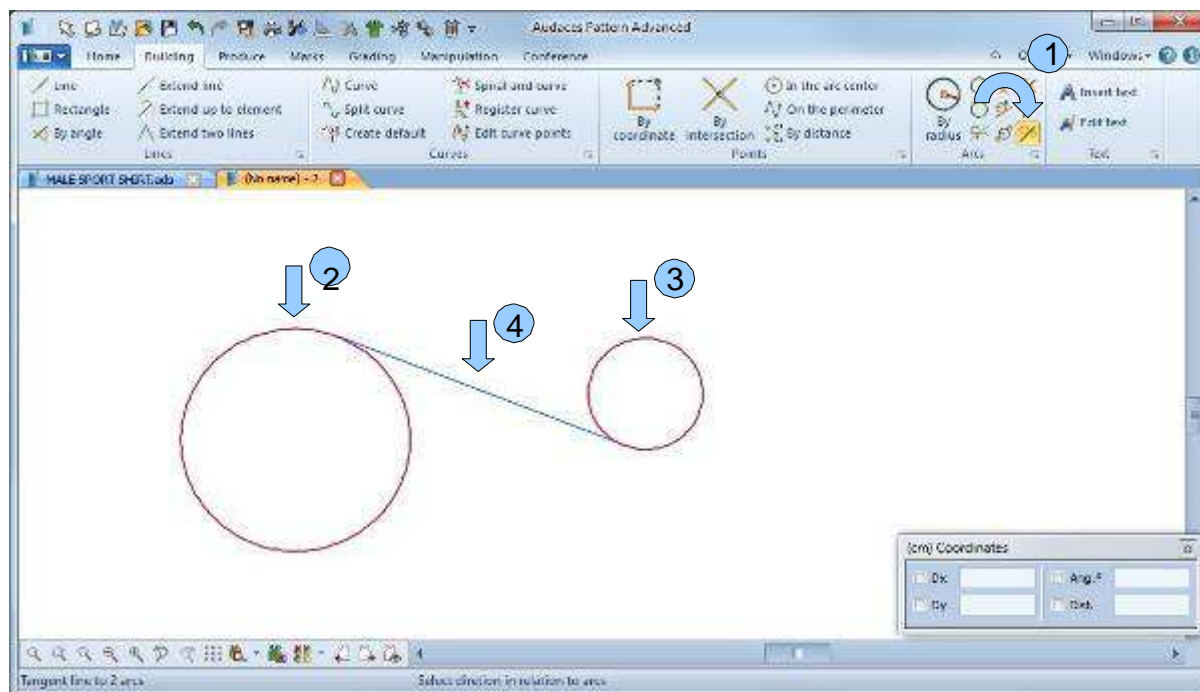 Audaces Pattern Advanced
Home Building Produce Marks Grading Manipulation Conference
Windows
1
Line Extend line Curve Spiral and curve In the arc center Insert text
Rectangle Extend up to element Split curve Register curve By coordinate By intersection On the perimeter By radius
By angle Extend two lines Create default Edit curve points By distance Edit text
Lines Curves Points Arcs Text
MALE SPORT SHIRT.ads (No name) - 2
2
3
4
(cm) Coordinates
Dx Ang.º
Dy Dist.
Tangent line to 2 arcs Select direction in relation to arcs